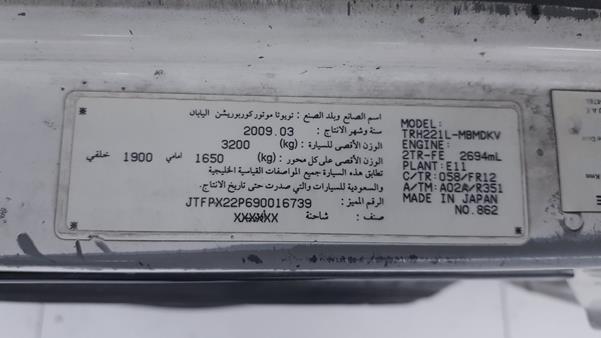 اسم الصانع وبلد الصنع : تويوتا موتور كوربوريشن اليابان
سنة وشهر الانتاج : 2009.03
الوزن الأقصى للسيارة (kg) 3200
الوزن الأقصى على كل محور : (kg) 1650 امامي 1900 خلفي
تطابق هذه السيارة جميع المواصفات القياسية الخليجية
والسعودية للسيارات والتي صدرت حتى تاريخ الانتاج.
الرقم المميز : JTFPX22P690016739
صنف : شاحنة XXXXXX
MODEL:
TRH221L-MBMDKV
ENGINE:
2TR-FE 2694mL
PLANT: E11
C/TR: 058/FR12
A/TM: A02A/R351
MADE IN JAPAN
NO.862